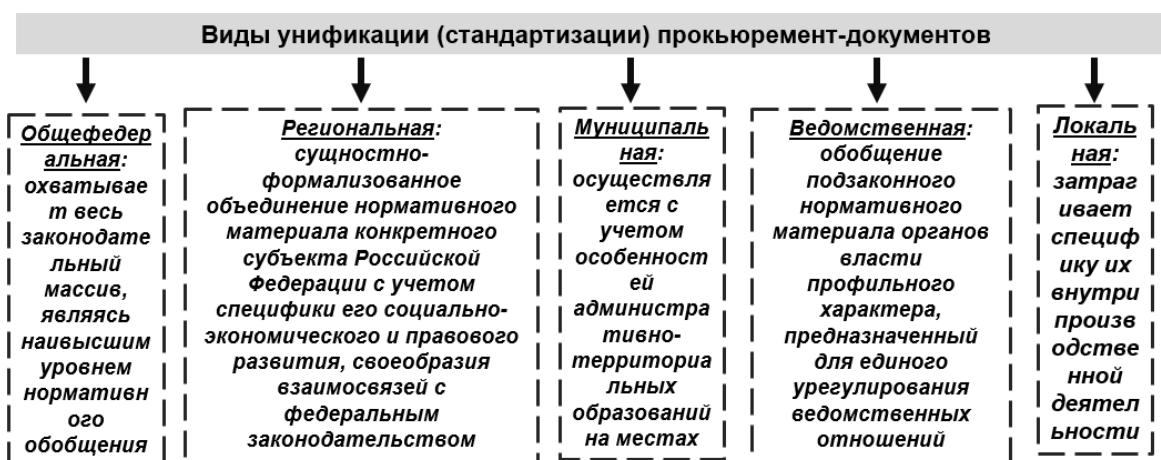 Виды унификации (стандартизации) прокьюремент-документов
Общефедер
альная:
охватывае
т весь
законодате
льный
массив,
являясь
наивысшим
уровнем
нормативн
ого
обобщения
Региональная:
сущностно-
формализованное
объединение нормативного
материала конкретного
субъекта Российской
Федерации с учетом
специфики его социально-
экономического и правового
развития, своеобразия
взаимосвязей с
федеральным
законодательством
Муниципаль
ная:
осуществля
ется с
учетом
особенност
ей
администра
тивно-
территориа
льных
образований
на местах
Ведомственная:
обобщение
подзаконного
нормативного
материала органов
власти
профильного
характера,
предназначенный
для единого
урегулирования
ведомственных
отношений
Локаль
ная:
затраг
ивает
специф
ику их
внутри
произв
одстве
нной
деятел
ьности